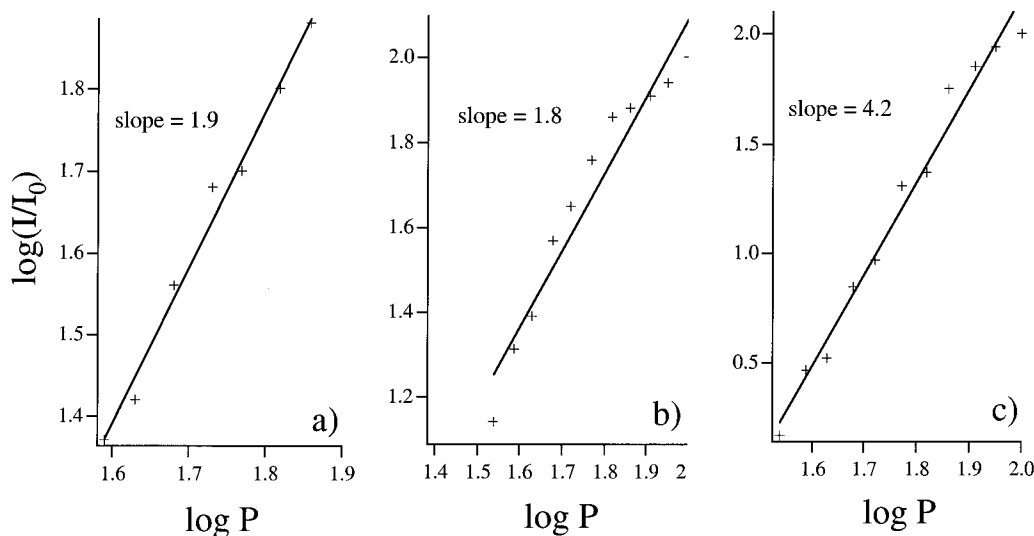 log(I/I0)
1.8
1.7
1.6
1.5
1.4
slope = 1.9
a)
1.6 1.7 1.8 1.9
log P
2.0
1.8
1.6
1.4
1.2
slope = 1.8
b)
1.4 1.5 1.6 1.7 1.8 1.9 2
log P
2.0
1.5
1.0
0.5
slope = 4.2
c)
1.6 1.7 1.8 1.9 2.0
log P